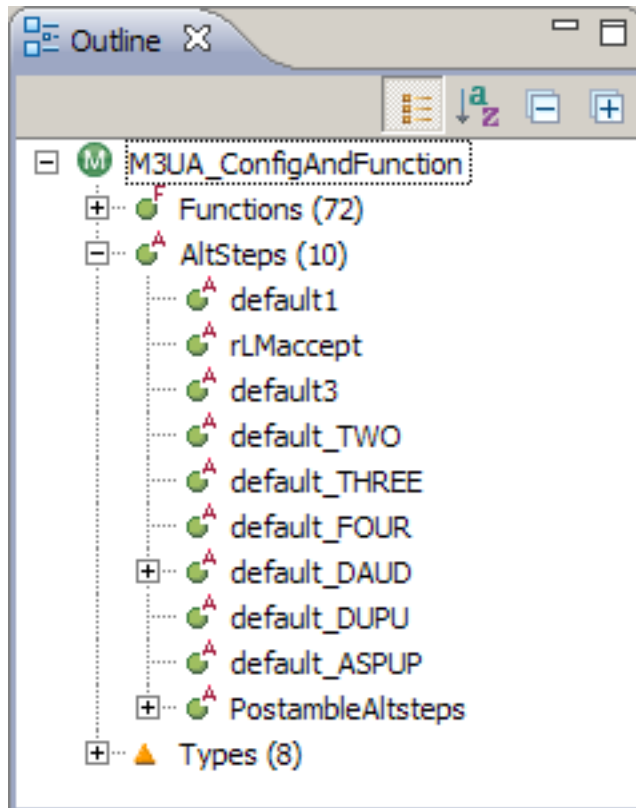 Outline
a
z
M M3UA_ConfigAndFunction
F Functions (72)
A AltSteps (10)
A default1
A rLMaccept
A default3
A default_TWO
A default_THREE
A default_FOUR
A default_DAUD
A default_DUPU
A default_ASPUP
A PostambleAltsteps
Types (8)